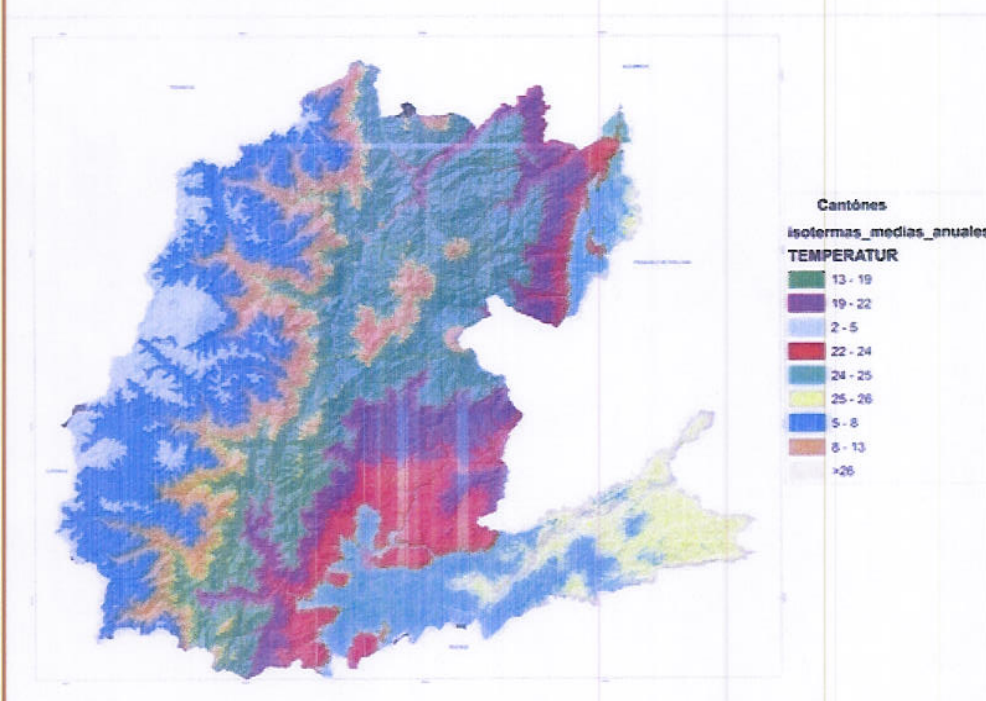 Cantónes
isotermas_medias_anuales
TEMPERATUR
13 - 19
19 - 22
2 - 5
22 - 24
24 - 25
25 - 26
5 - 8
8 - 13
>26